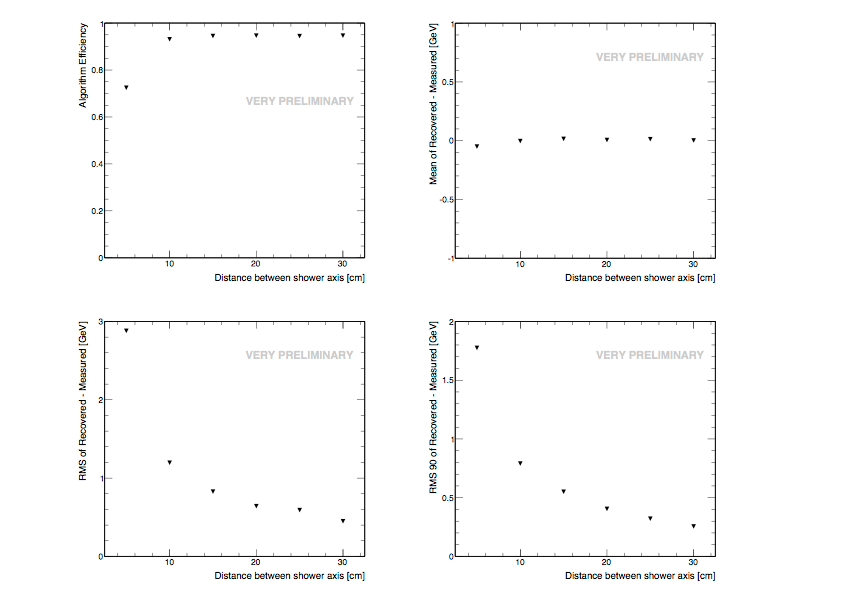 Algorithm Efficiency
1
0.8
0.6
0.4
0.2
0
VERY PRELIMINARY
10
20
30
Distance between shower axis [cm]
Mean of Recovered - Measured [GeV]
1
0.5
0
-0.5
-1
VERY PRELIMINARY
10
20
30
Distance between shower axis [cm]
RMS of Recovered - Measured [GeV]
3
2
1
0
VERY PRELIMINARY
10
20
30
Distance between shower axis [cm]
RMS 90 of Recovered - Measured [GeV]
2
1.5
1
0.5
0
VERY PRELIMINARY
10
20
30
Distance between shower axis [cm]